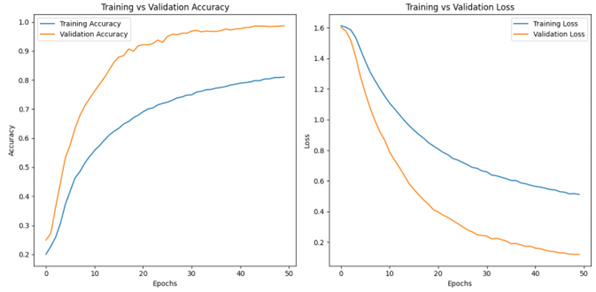 Training vs Validation Accuracy
Training Accuracy
Validation Accuracy
1.0
0.9
0.8
0.7
0.6
0.5
0.4
0.3
0.2
Accuracy
0
10
20
30
40
50
Epochs
Training vs Validation Loss
Training Loss
Validation Loss
1.6
1.4
1.2
1.0
0.8
0.6
0.4
0.2
Loss
0
10
20
30
40
50
Epochs